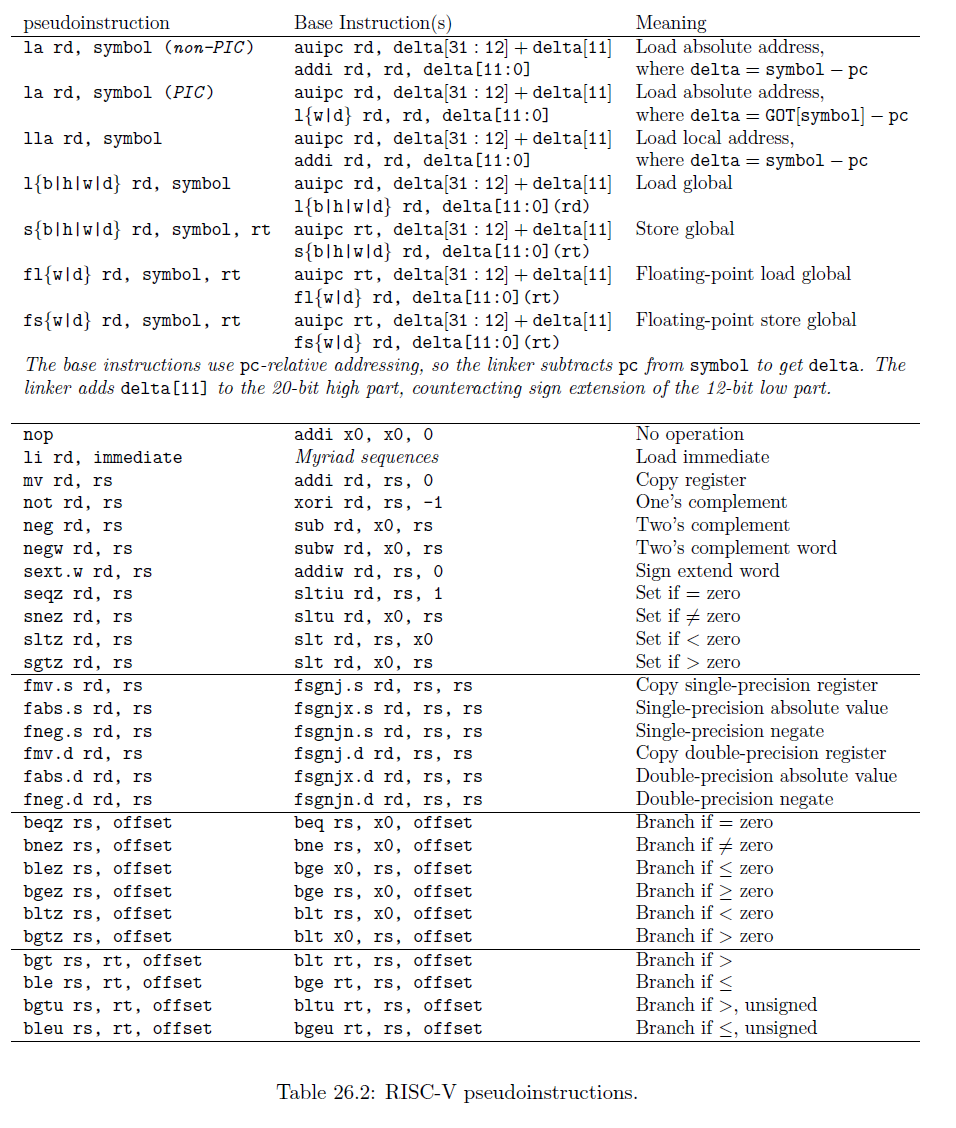 pseudoinstruction Base Instruction(s) Meaning
la rd, symbol (non-PIC) auipc rd, delta[31 : 12] + delta[11] Load absolute address,
addi rd, rd, delta[11:0] where delta = symbol − pc
la rd, symbol (PIC) auipc rd, delta[31 : 12] + delta[11] Load absolute address,
l{w|d} rd, rd, delta[11:0] where delta = GOT[symbol] − pc
lla rd, symbol auipc rd, delta[31 : 12] + delta[11] Load local address,
addi rd, rd, delta[11:0] where delta = symbol − pc
l{b|h|w|d} rd, symbol auipc rd, delta[31 : 12] + delta[11] Load global
l{b|h|w|d} rd, delta[11:0](rd)
s{b|h|w|d} rd, symbol, rt auipc rt, delta[31 : 12] + delta[11] Store global
s{b|h|w|d} rd, delta[11:0](rt)
fl{w|d} rd, symbol, rt auipc rt, delta[31 : 12] + delta[11] Floating-point load global
fl{w|d} rd, delta[11:0](rt)
fs{w|d} rd, symbol, rt auipc rt, delta[31 : 12] + delta[11] Floating-point store global
fs{w|d} rd, delta[11:0](rt)
The base instructions use pc-relative addressing, so the linker subtracts pc from symbol to get delta. The
linker adds delta[11] to the 20-bit high part, counteracting sign extension of the 12-bit low part.
nop addi x0, x0, 0 No operation
li rd, immediate Myriad sequences Load immediate
mv rd, rs addi rd, rs, 0 Copy register
not rd, rs xori rd, rs, -1 One's complement
neg rd, rs sub rd, x0, rs Two's complement
negw rd, rs subw rd, x0, rs Two's complement word
sext.w rd, rs addiw rd, rs, 0 Sign extend word
seqz rd, rs sltiu rd, rs, 1 Set if = zero
snez rd, rs sltu rd, x0, rs Set if ≠ zero
sltz rd, rs slt rd, rs, x0 Set if < zero
sgtz rd, rs slt rd, x0, rs Set if > zero
fmv.s rd, rs fsgnj.s rd, rs, rs Copy single-precision register
fabs.s rd, rs fsgnjx.s rd, rs, rs Single-precision absolute value
fneg.s rd, rs fsgnjn.s rd, rs, rs Single-precision negate
fmv.d rd, rs fsgnj.d rd, rs, rs Copy double-precision register
fabs.d rd, rs fsgnjx.d rd, rs, rs Double-precision absolute value
fneg.d rd, rs fsgnjn.d rd, rs, rs Double-precision negate
beqz rs, offset beq rs, x0, offset Branch if = zero
bnez rs, offset bne rs, x0, offset Branch if ≠ zero
blez rs, offset bge x0, rs, offset Branch if ≤ zero
bgez rs, offset bge rs, x0, offset Branch if ≥ zero
bltz rs, offset blt rs, x0, offset Branch if < zero
bgtz rs, offset blt x0, rs, offset Branch if > zero
bgt rs, rt, offset blt rt, rs, offset Branch if >
ble rs, rt, offset bge rt, rs, offset Branch if ≤
bgtu rs, rt, offset bltu rt, rs, offset Branch if >, unsigned
bleu rs, rt, offset bgeu rt, rs, offset Branch if ≤, unsigned
Table 26.2: RISC-V pseudoinstructions.